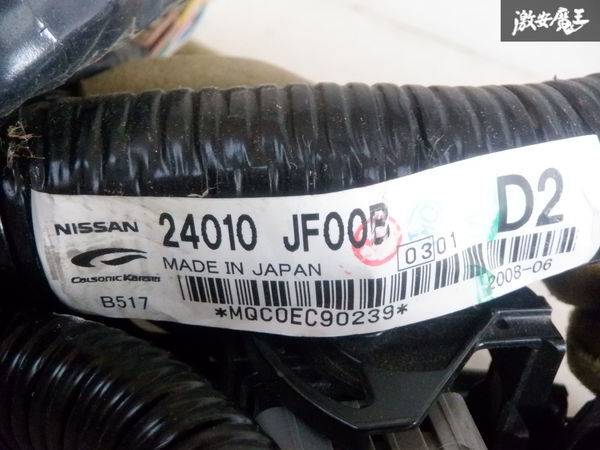 激安魔王
NISSAN 24010 JF00B 0301 D2
Calsonic Kansei MADE IN JAPAN 2008-06
B517 *MQC0EC90239*